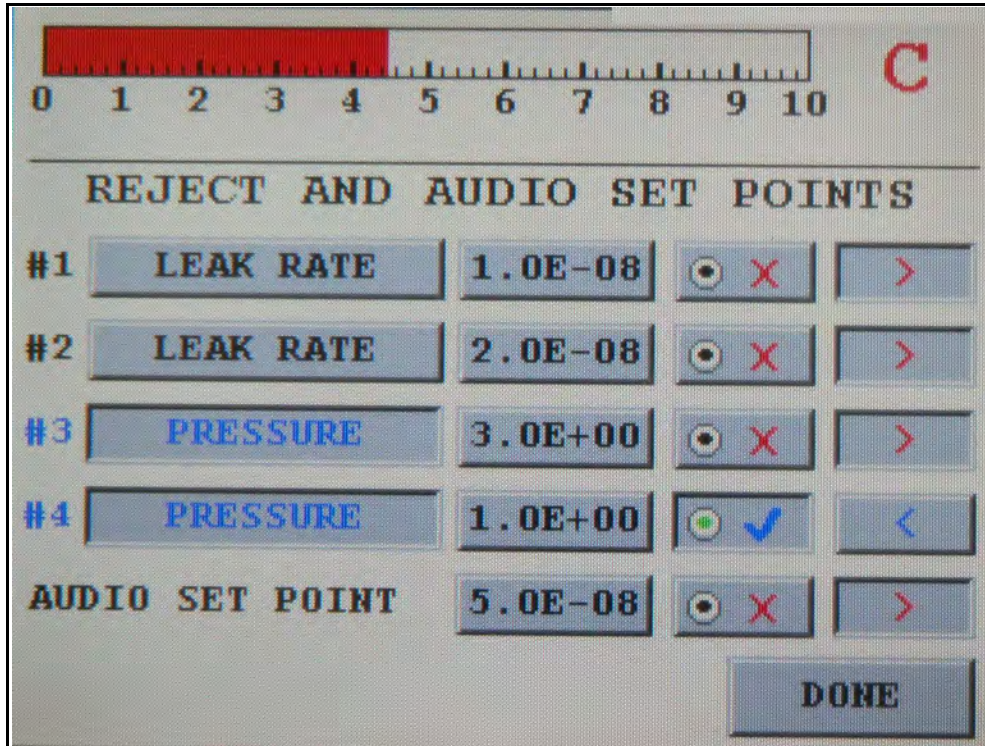 C
0 1 2 3 4 5 6 7 8 9 10
REJECT AND AUDIO SET POINTS
#1 LEAK RATE 1.0E-08 X >
#2 LEAK RATE 2.0E-08 X >
#3 PRESSURE 3.0E+00 X >
#4 PRESSURE 1.0E+00 ✓ <
AUDIO SET POINT 5.0E-08 X >
DONE